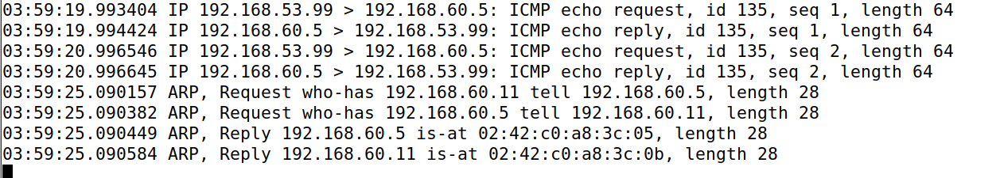 03:59:19.993404 IP 192.168.53.99 > 192.168.60.5: ICMP echo request, id 135, seq 1, length 64
03:59:19.994424 IP 192.168.60.5 > 192.168.53.99: ICMP echo reply, id 135, seq 1, length 64
03:59:20.996546 IP 192.168.53.99 > 192.168.60.5: ICMP echo request, id 135, seq 2, length 64
03:59:20.996645 IP 192.168.60.5 > 192.168.53.99: ICMP echo reply, id 135, seq 2, length 64
03:59:25.090157 ARP, Request who-has 192.168.60.11 tell 192.168.60.5, length 28
03:59:25.090382 ARP, Request who-has 192.168.60.5 tell 192.168.60.11, length 28
03:59:25.090449 ARP, Reply 192.168.60.5 is-at 02:42:c0:a8:3c:05, length 28
03:59:25.090584 ARP, Reply 192.168.60.11 is-at 02:42:c0:a8:3c:0b, length 28